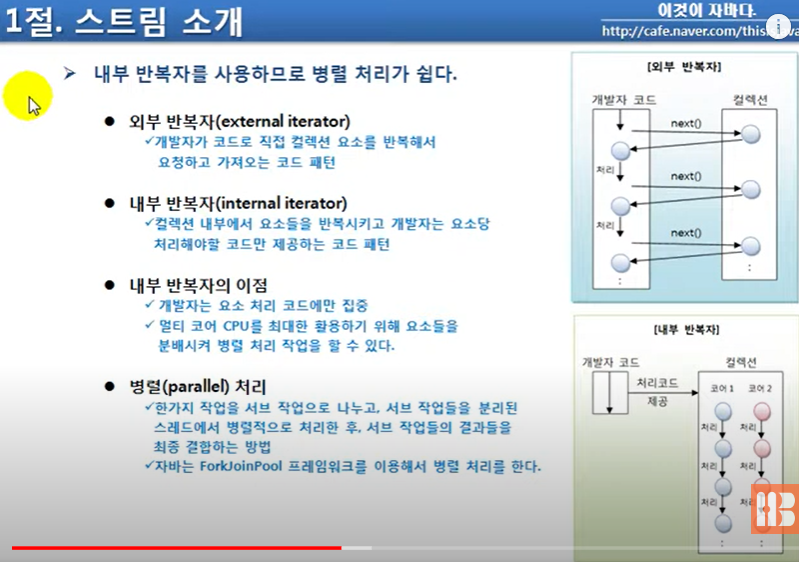 1절. 스트림 소개
이것이 자바다.
http://cafe.naver.com/this
내부 반복자를 사용하므로 병렬 처리가 쉽다.
외부 반복자(external iterator)
✓개발자가 코드로 직접 컬렉션 요소를 반복해서
요청하고 가져오는 코드 패턴
내부 반복자(internal iterator)
✓컬렉션 내부에서 요소들을 반복시키고 개발자는 요소당
처리해야할 코드만 제공하는 코드 패턴
내부 반복자의 이점
✓ 개발자는 요소 처리 코드에만 집중
✓ 멀티 코어 CPU를 최대한 활용하기 위해 요소들을
분배시켜 병렬 처리 작업을 할 수 있다.
병렬(parallel) 처리
✓한가지 작업을 서브 작업으로 나누고, 서브 작업들을 분리된
스레드에서 병렬적으로 처리한 후, 서브 작업들의 결과들을
최종 결합하는 방법
✓자바는 ForkJoinPool 프레임워크를 이용해서 병렬 처리를 한다.
[외부 반복자]
개발자 코드 컬렉션
next()
처리
next()
처리
next()
[내부 반복자]
개발자 코드 컬렉션
처리코드
제공
코어 1 코어 2
처리 처리
처리 처리
처리 처리